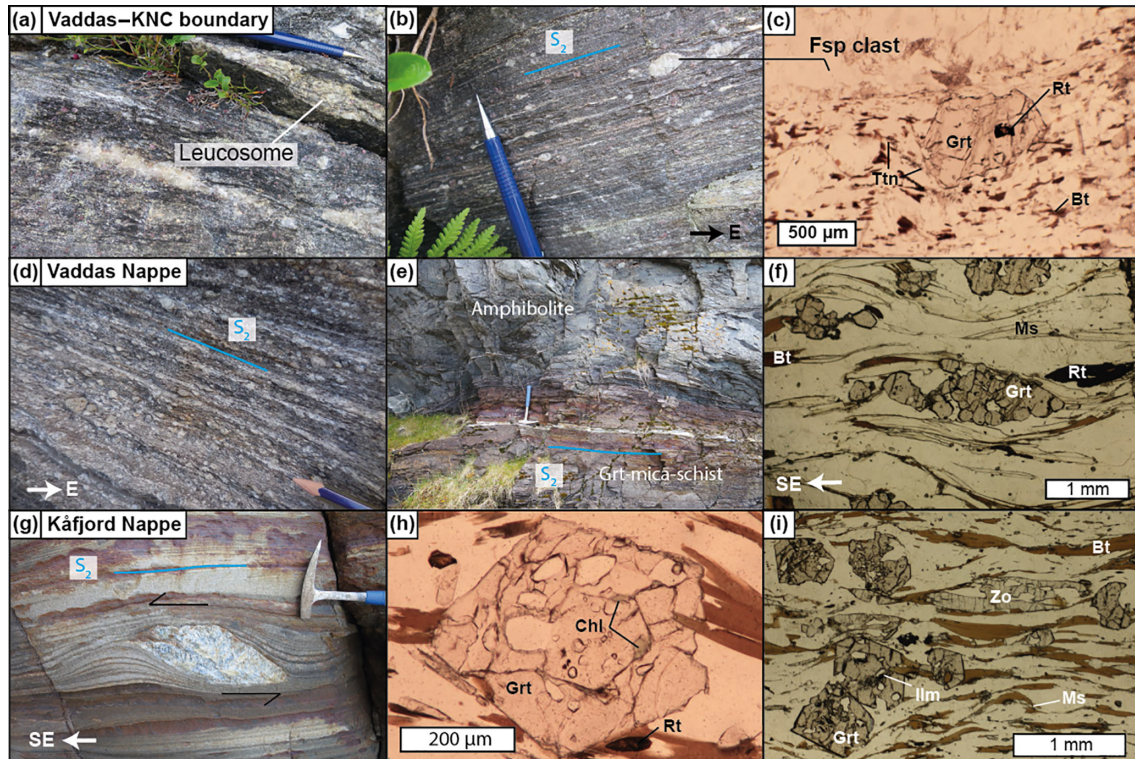 (a) Vaddas–KNC boundary
Leucosome
(b)
S2
E
(c)
Fsp clast
Rt
Grt
Ttn
Bt
500 µm
(d) Vaddas Nappe
S2
E
(e)
Amphibolite
S2
Grt-mica-schist
(f)
Ms
Bt
Rt
Grt
SE
1 mm
(g) Kåfjord Nappe
S2
SE
(h)
Chl
Grt
Rt
200 µm
(i)
Bt
Zo
Ilm
Ms
Grt
1 mm